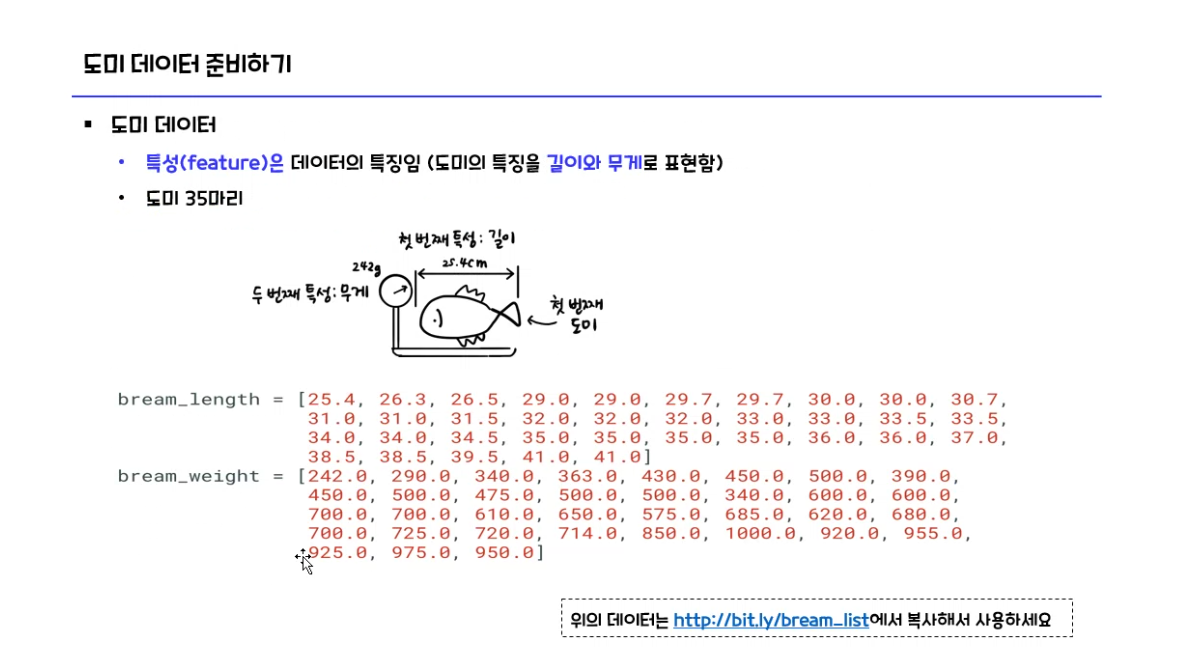 도미 데이터 준비하기
▪ 도미 데이터
• 특성(feature)은 데이터의 특징임 (도미의 특징을 길이와 무게로 표현함)
• 도미 35마리
첫 번째 특성: 길이
25.4cm
242g
두 번째 특성: 무게
첫 번째
도미
bream_length = [25.4, 26.3, 26.5, 29.0, 29.0, 29.7, 29.7, 30.0, 30.0, 30.7,
31.0, 31.0, 31.5, 32.0, 32.0, 32.0, 33.0, 33.0, 33.5, 33.5,
34.0, 34.0, 34.5, 35.0, 35.0, 35.0, 35.0, 36.0, 36.0, 37.0,
38.5, 38.5, 39.5, 41.0, 41.0]
bream_weight = [242.0, 290.0, 340.0, 363.0, 430.0, 450.0, 500.0, 390.0,
450.0, 500.0, 475.0, 500.0, 500.0, 340.0, 600.0, 600.0,
700.0, 700.0, 610.0, 650.0, 575.0, 685.0, 620.0, 680.0,
700.0, 725.0, 720.0, 714.0, 850.0, 1000.0, 920.0, 955.0,
925.0, 975.0, 950.0]
위의 데이터는 http://bit.ly/bream_list에서 복사해서 사용하세요